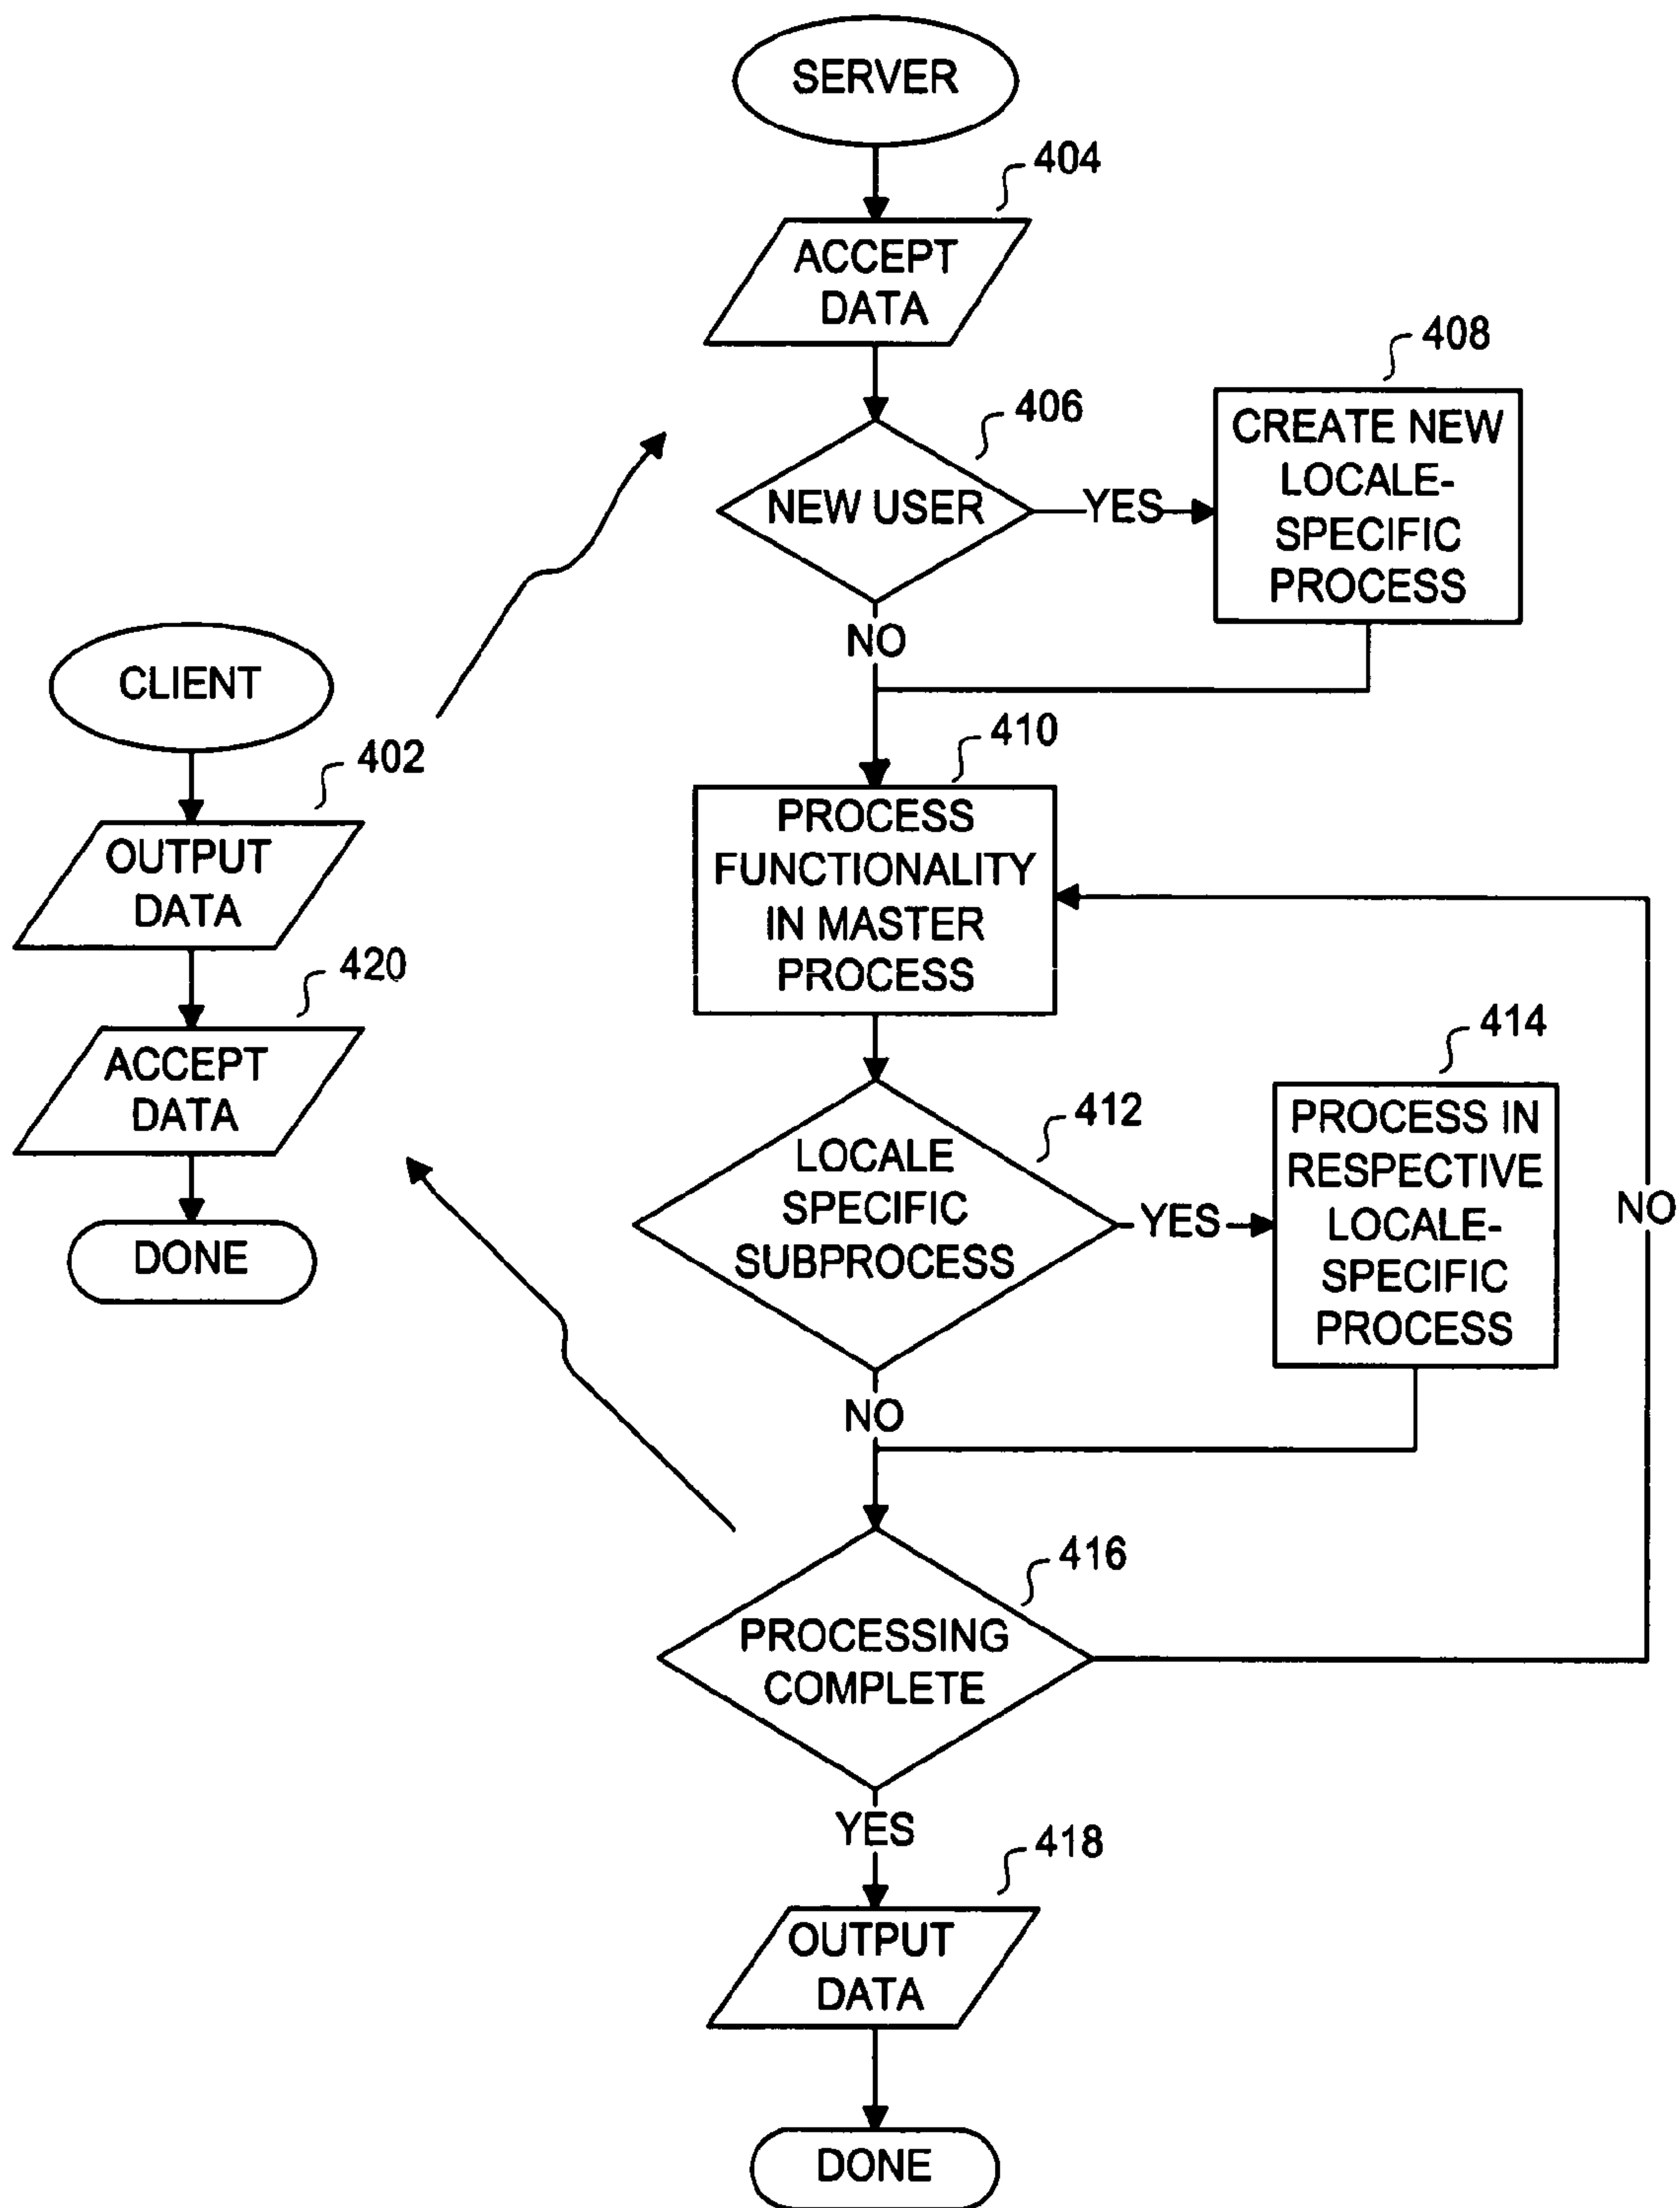 SERVER
404
ACCEPT
DATA
406
NEW USER
YES
408
CREATE NEW
LOCALE-
SPECIFIC
PROCESS
NO
CLIENT
402
OUTPUT
DATA
420
ACCEPT
DATA
DONE
410
PROCESS
FUNCTIONALITY
IN MASTER
PROCESS
412
LOCALE
SPECIFIC
SUBPROCESS
YES
414
PROCESS IN
RESPECTIVE
LOCALE-
SPECIFIC
PROCESS
NO
NO
416
PROCESSING
COMPLETE
YES
418
OUTPUT
DATA
DONE